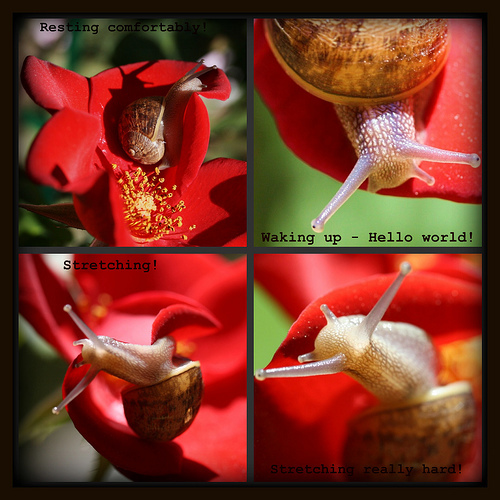 Resting comfortably!
Waking up - Hello world!
Stretching!
Stretching really hard!